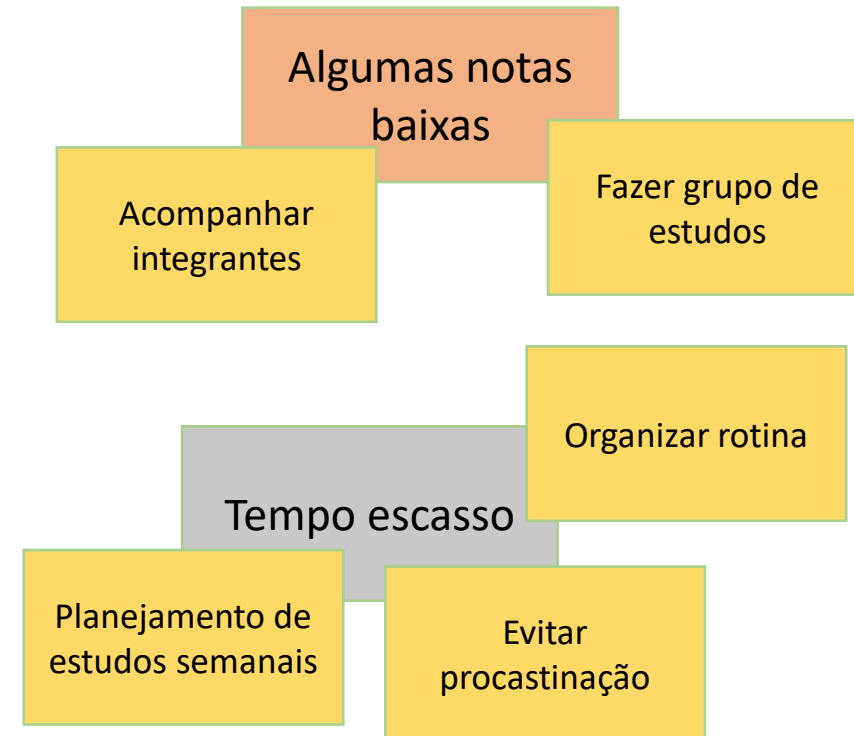 Algumas notas
baixas
Acompanhar
integrantes
Fazer grupo de
estudos
Organizar rotina
Tempo escasso
Planejamento de
estudos semanais
Evitar
procastinação